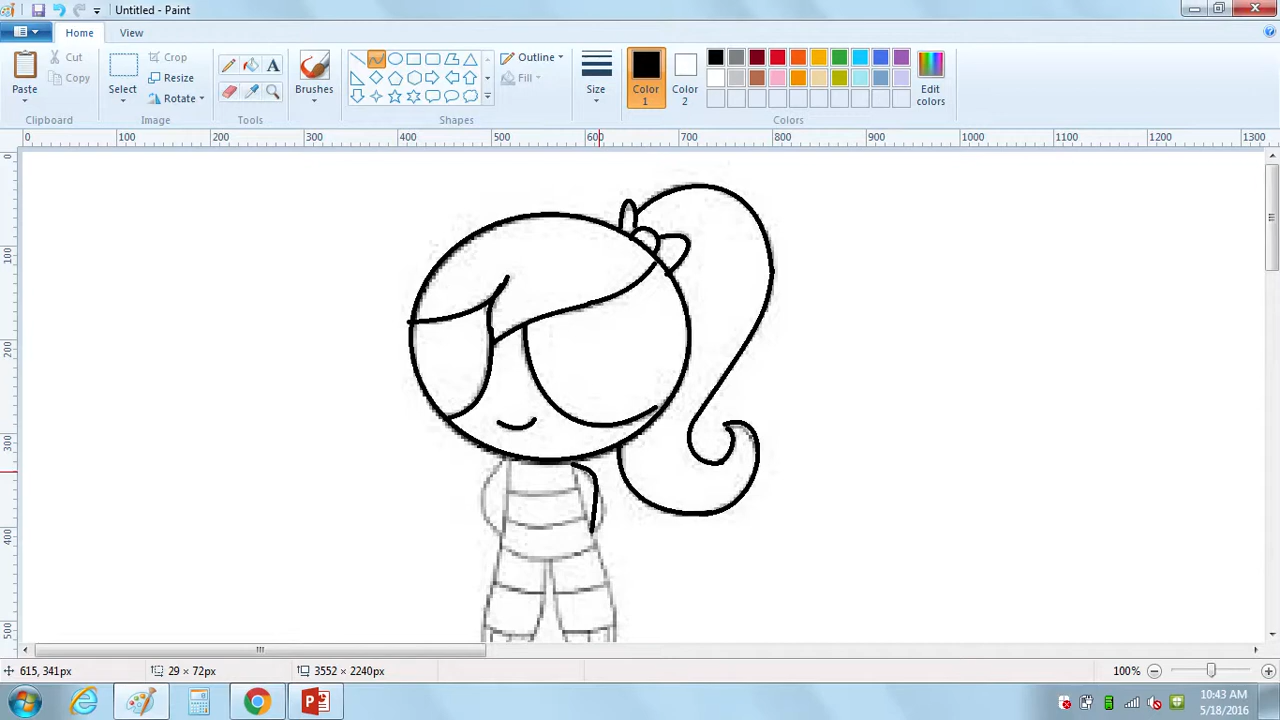 Untitled - Paint
Home View
Paste
Cut
Copy
Clipboard
Select
Crop
Resize
Rotate
Image
A
Tools
Brushes
Outline
Fill
Shapes
Size
Color 1
Color 2
Edit colors
Colors
0 100 200 300 400 500 600 700 800 900 1000 1100 1200 1300
0
100
200
300
400
500
615, 341px 29 × 72px 3552 × 2240px 100%
10:43 AM
5/18/2016